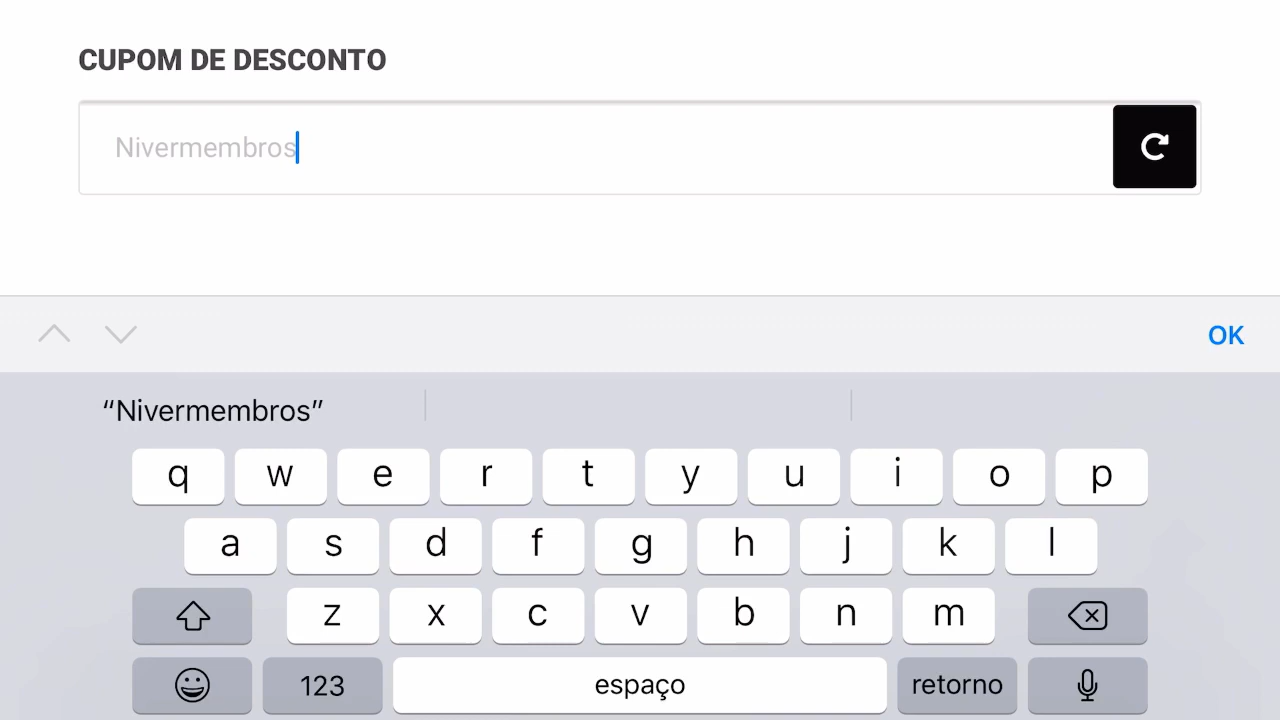 CUPOM DE DESCONTO
Nivermembros
OK
“Nivermembros”
q w e r t y u i o p
a s d f g h j k l
z x c v b n m
123 espaço retorno